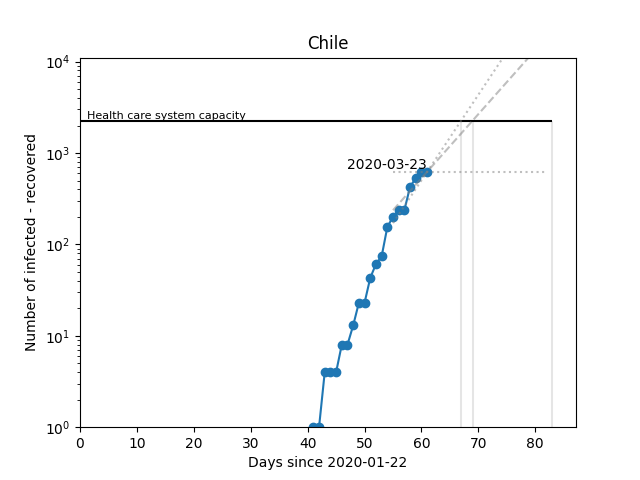 Chile
Number of infected - recovered
10^4
10^3
10^2
10^1
10^0
Health care system capacity
2020-03-23
0 10 20 30 40 50 60 70 80
Days since 2020-01-22